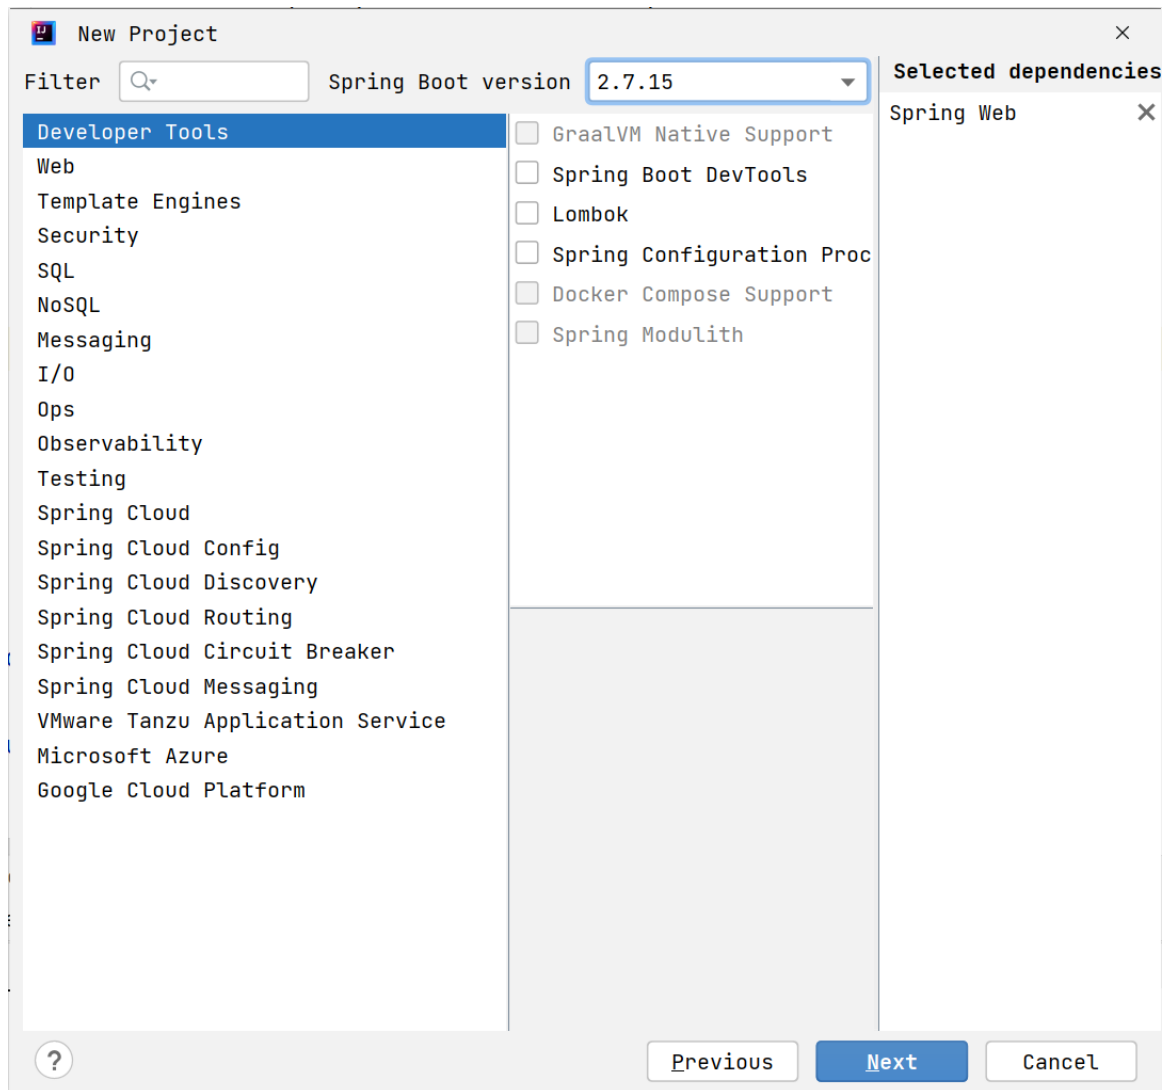 New Project
Filter
Spring Boot version
2.7.15
Selected dependencies
Developer Tools
Web
Template Engines
Security
SQL
NoSQL
Messaging
I/O
Ops
Observability
Testing
Spring Cloud
Spring Cloud Config
Spring Cloud Discovery
Spring Cloud Routing
Spring Cloud Circuit Breaker
Spring Cloud Messaging
VMware Tanzu Application Service
Microsoft Azure
Google Cloud Platform
GraalVM Native Support
Spring Boot DevTools
Lombok
Spring Configuration Proc
Docker Compose Support
Spring Modulith
Spring Web
?
Previous
Next
Cancel